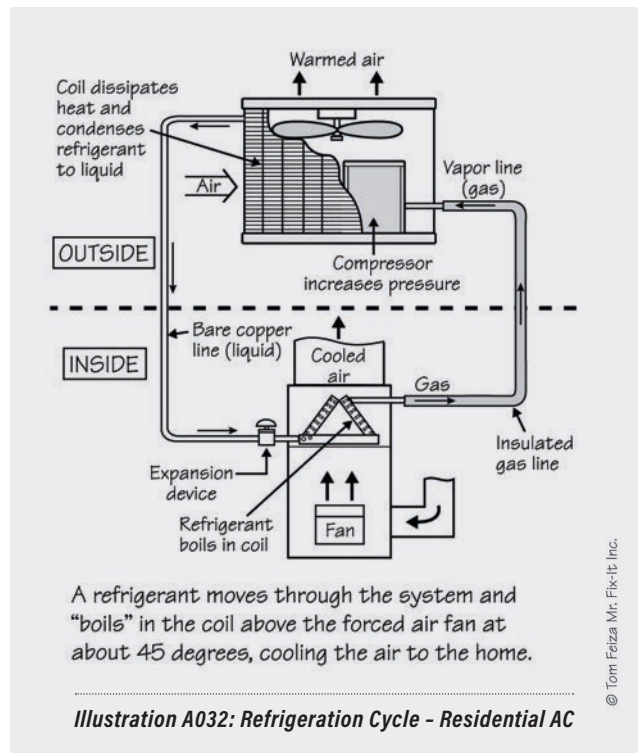 Warmed air
Coil dissipates
heat and
condenses
refrigerant
to liquid
Air
Vapor line
(gas)
OUTSIDE
Compressor
increases pressure
Bare copper
line (liquid)
INSIDE
Cooled
air
Gas
Insulated
gas line
Expansion
device
Refrigerant
boils in coil
Fan
A refrigerant moves through the system and
"boils" in the coil above the forced air fan at
about 45 degrees, cooling the air to the home.
© Tom Feiza Mr. Fix-It Inc.
Illustration A032: Refrigeration Cycle – Residential AC